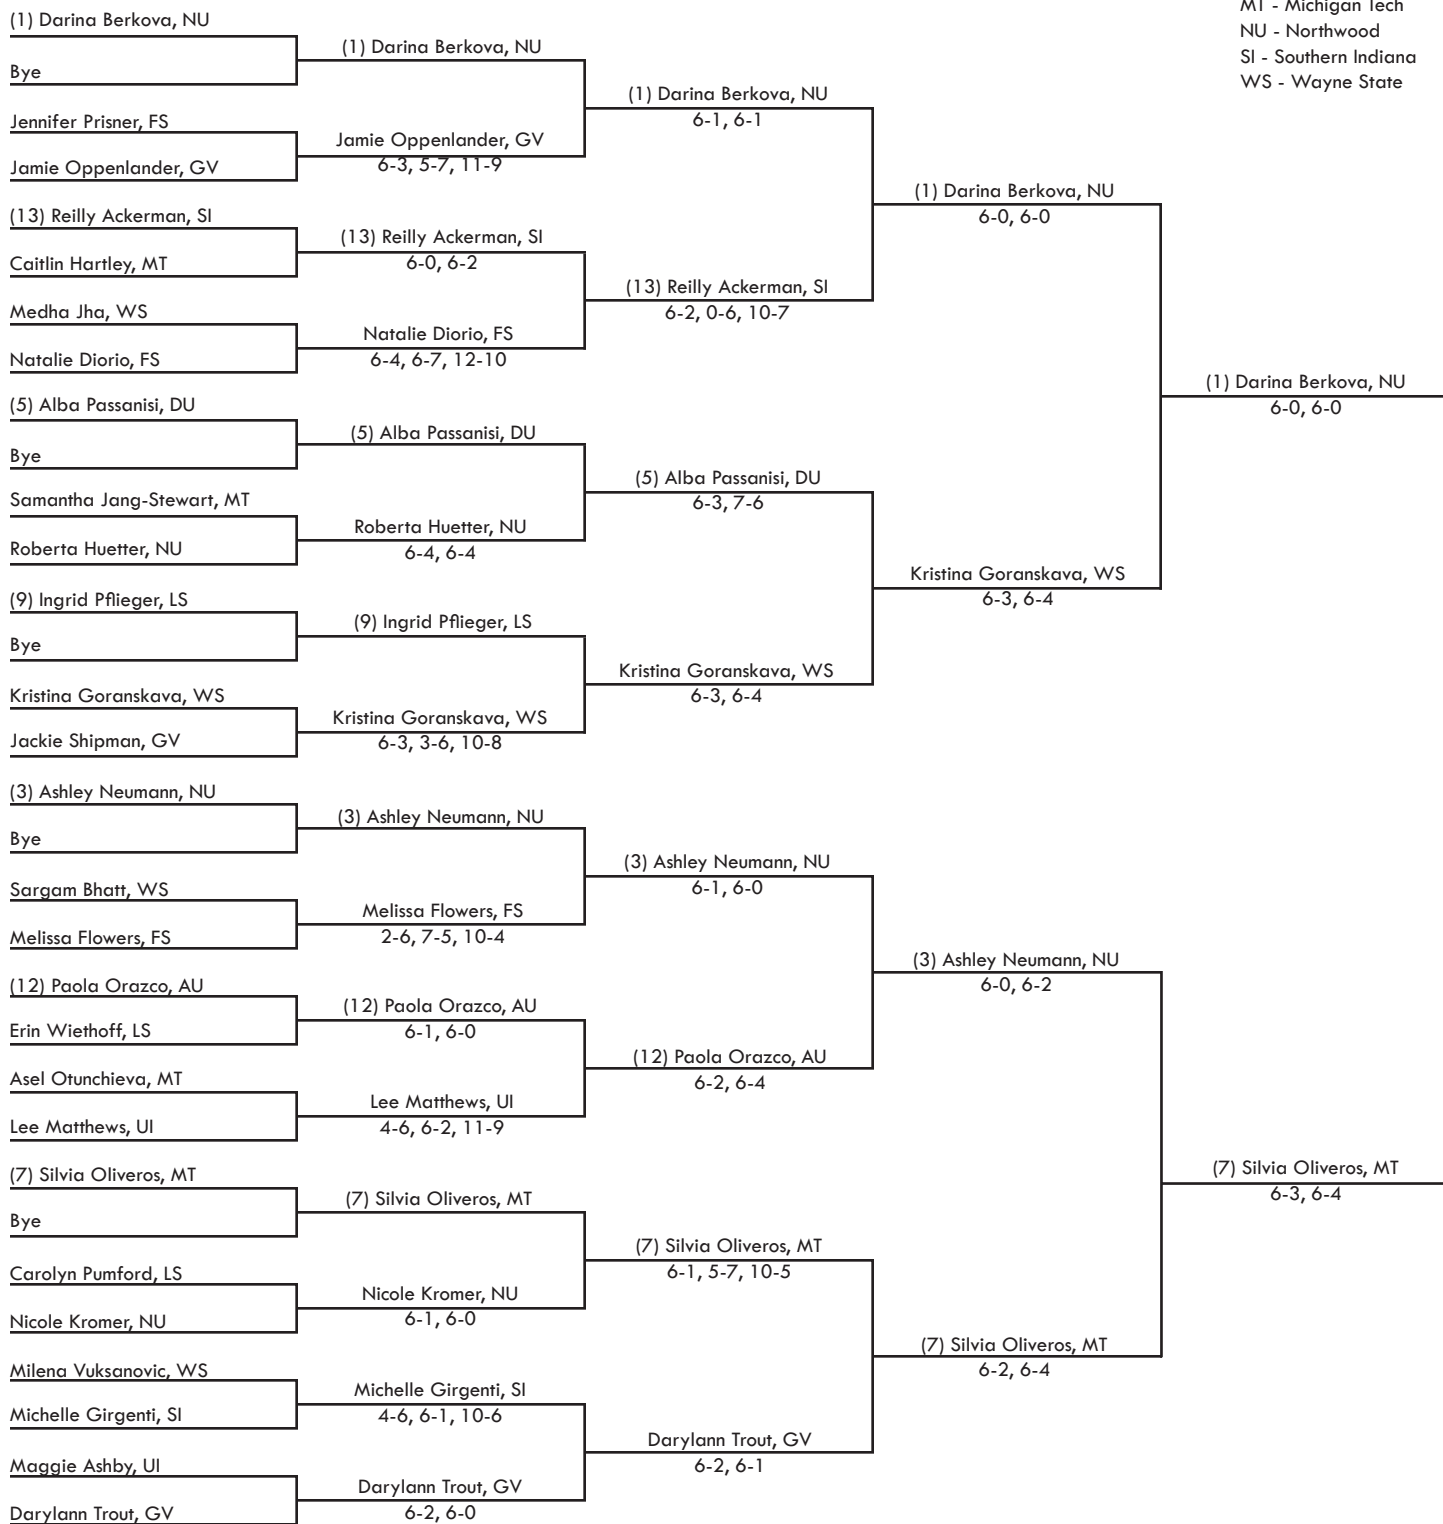 MT - Michigan Tech
NU - Northwood
SI - Southern Indiana
WS - Wayne State
(1) Darina Berkova, NU
Bye
Jennifer Prisner, FS
Jamie Oppenlander, GV
(13) Reilly Ackerman, SI
Caitlin Hartley, MT
Medha Jha, WS
Natalie Diorio, FS
(5) Alba Passanisi, DU
Bye
Samantha Jang-Stewart, MT
Roberta Huetter, NU
(9) Ingrid Pflieger, LS
Bye
Kristina Goranskava, WS
Jackie Shipman, GV
(3) Ashley Neumann, NU
Bye
Sargam Bhatt, WS
Melissa Flowers, FS
(12) Paola Orazco, AU
Erin Wiethoff, LS
Asel Otunchieva, MT
Lee Matthews, UI
(7) Silvia Oliveros, MT
Bye
Carolyn Pumford, LS
Nicole Kromer, NU
Milena Vuksanovic, WS
Michelle Girgenti, SI
Maggie Ashby, UI
Darylann Trout, GV
(1) Darina Berkova, NU
Jamie Oppenlander, GV
6-3, 5-7, 11-9
(13) Reilly Ackerman, SI
6-0, 6-2
Natalie Diorio, FS
6-4, 6-7, 12-10
(5) Alba Passanisi, DU
Roberta Huetter, NU
6-4, 6-4
(9) Ingrid Pflieger, LS
Kristina Goranskava, WS
6-3, 3-6, 10-8
(3) Ashley Neumann, NU
Melissa Flowers, FS
2-6, 7-5, 10-4
(12) Paola Orazco, AU
6-1, 6-0
Lee Matthews, UI
4-6, 6-2, 11-9
(7) Silvia Oliveros, MT
Nicole Kromer, NU
6-1, 6-0
Michelle Girgenti, SI
4-6, 6-1, 10-6
Darylann Trout, GV
6-2, 6-0
(1) Darina Berkova, NU
6-1, 6-1
(13) Reilly Ackerman, SI
6-2, 0-6, 10-7
(5) Alba Passanisi, DU
6-3, 7-6
Kristina Goranskava, WS
6-3, 6-4
(3) Ashley Neumann, NU
6-1, 6-0
(12) Paola Orazco, AU
6-2, 6-4
(7) Silvia Oliveros, MT
6-1, 5-7, 10-5
Darylann Trout, GV
6-2, 6-1
(1) Darina Berkova, NU
6-0, 6-0
Kristina Goranskava, WS
6-3, 6-4
(3) Ashley Neumann, NU
6-0, 6-2
(7) Silvia Oliveros, MT
6-2, 6-4
(1) Darina Berkova, NU
6-0, 6-0
(7) Silvia Oliveros, MT
6-3, 6-4